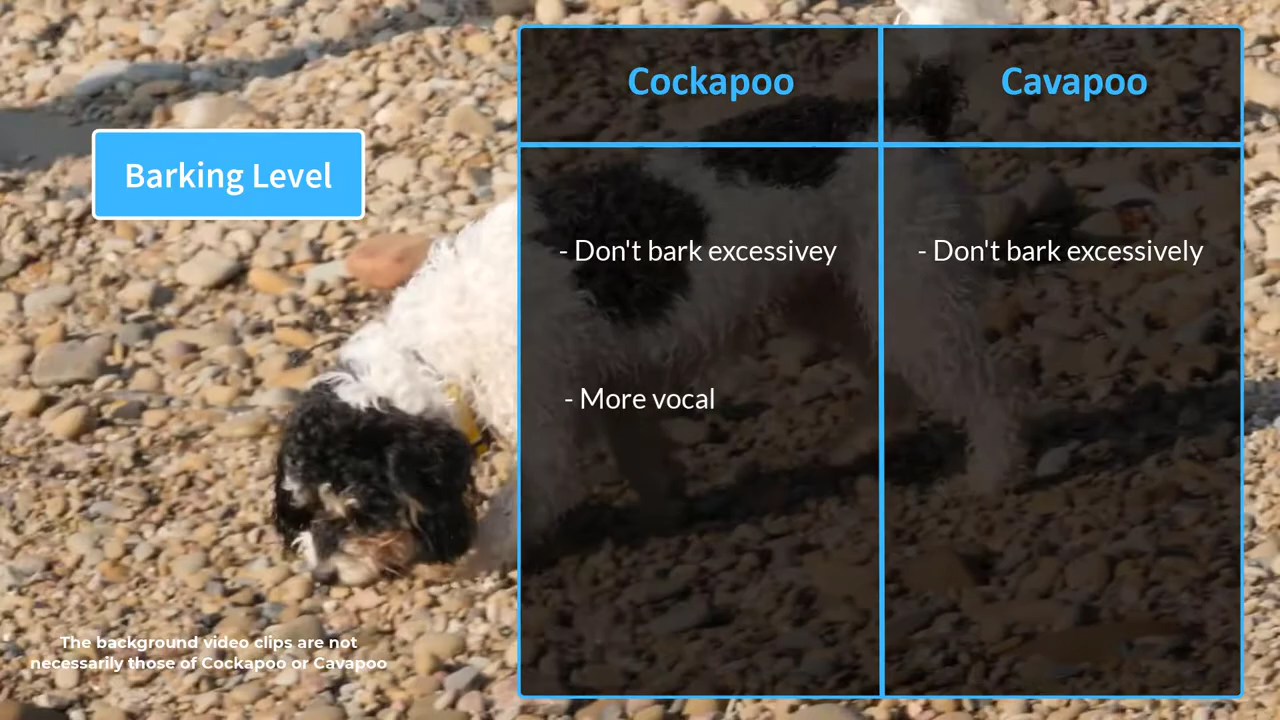 Barking Level
Cockapoo
Cavapoo
- Don't bark excessivey
- Don't bark excessively
- More vocal
The background video clips are not
necessarily those of Cockapoo or Cavapoo